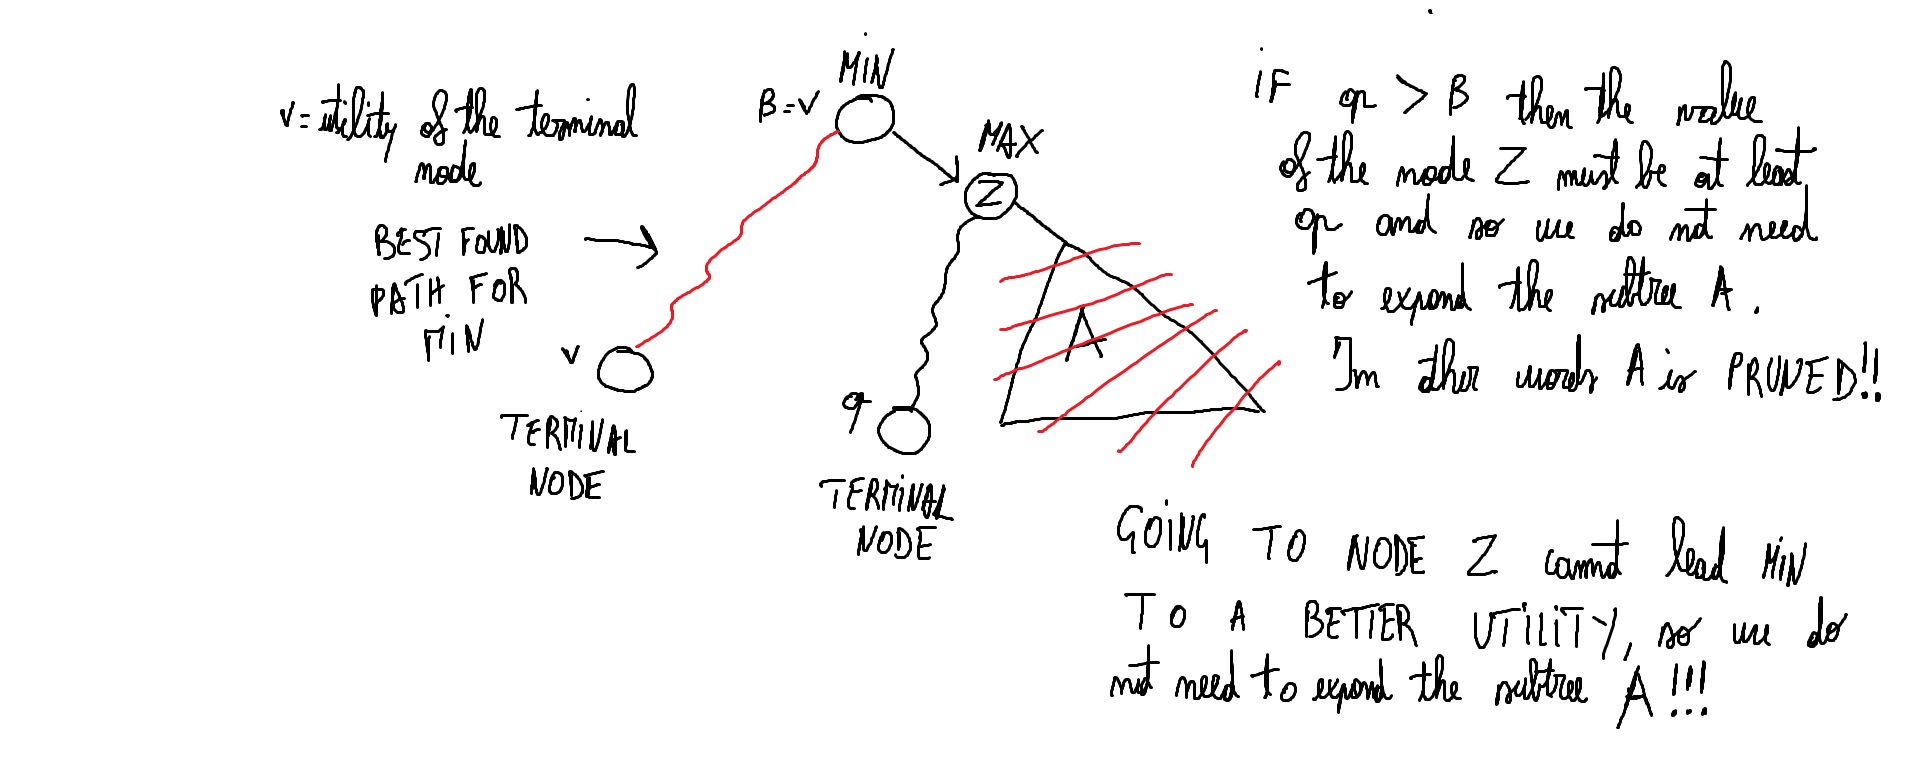 v = utility of the terminal
node
BEST FOUND
PATH FOR
MIN
MIN
B = v
MAX
Z
v
TERMINAL
NODE
q
TERMINAL
NODE
A
IF q > B then the value
of the node Z must be at least
q and so we do not need
to expand the subtree A.
In other words A is PRUNED!!
GOING TO NODE Z cannot lead MIN
TO A BETTER UTILITY, so we do
not need to expand the subtree A!!!